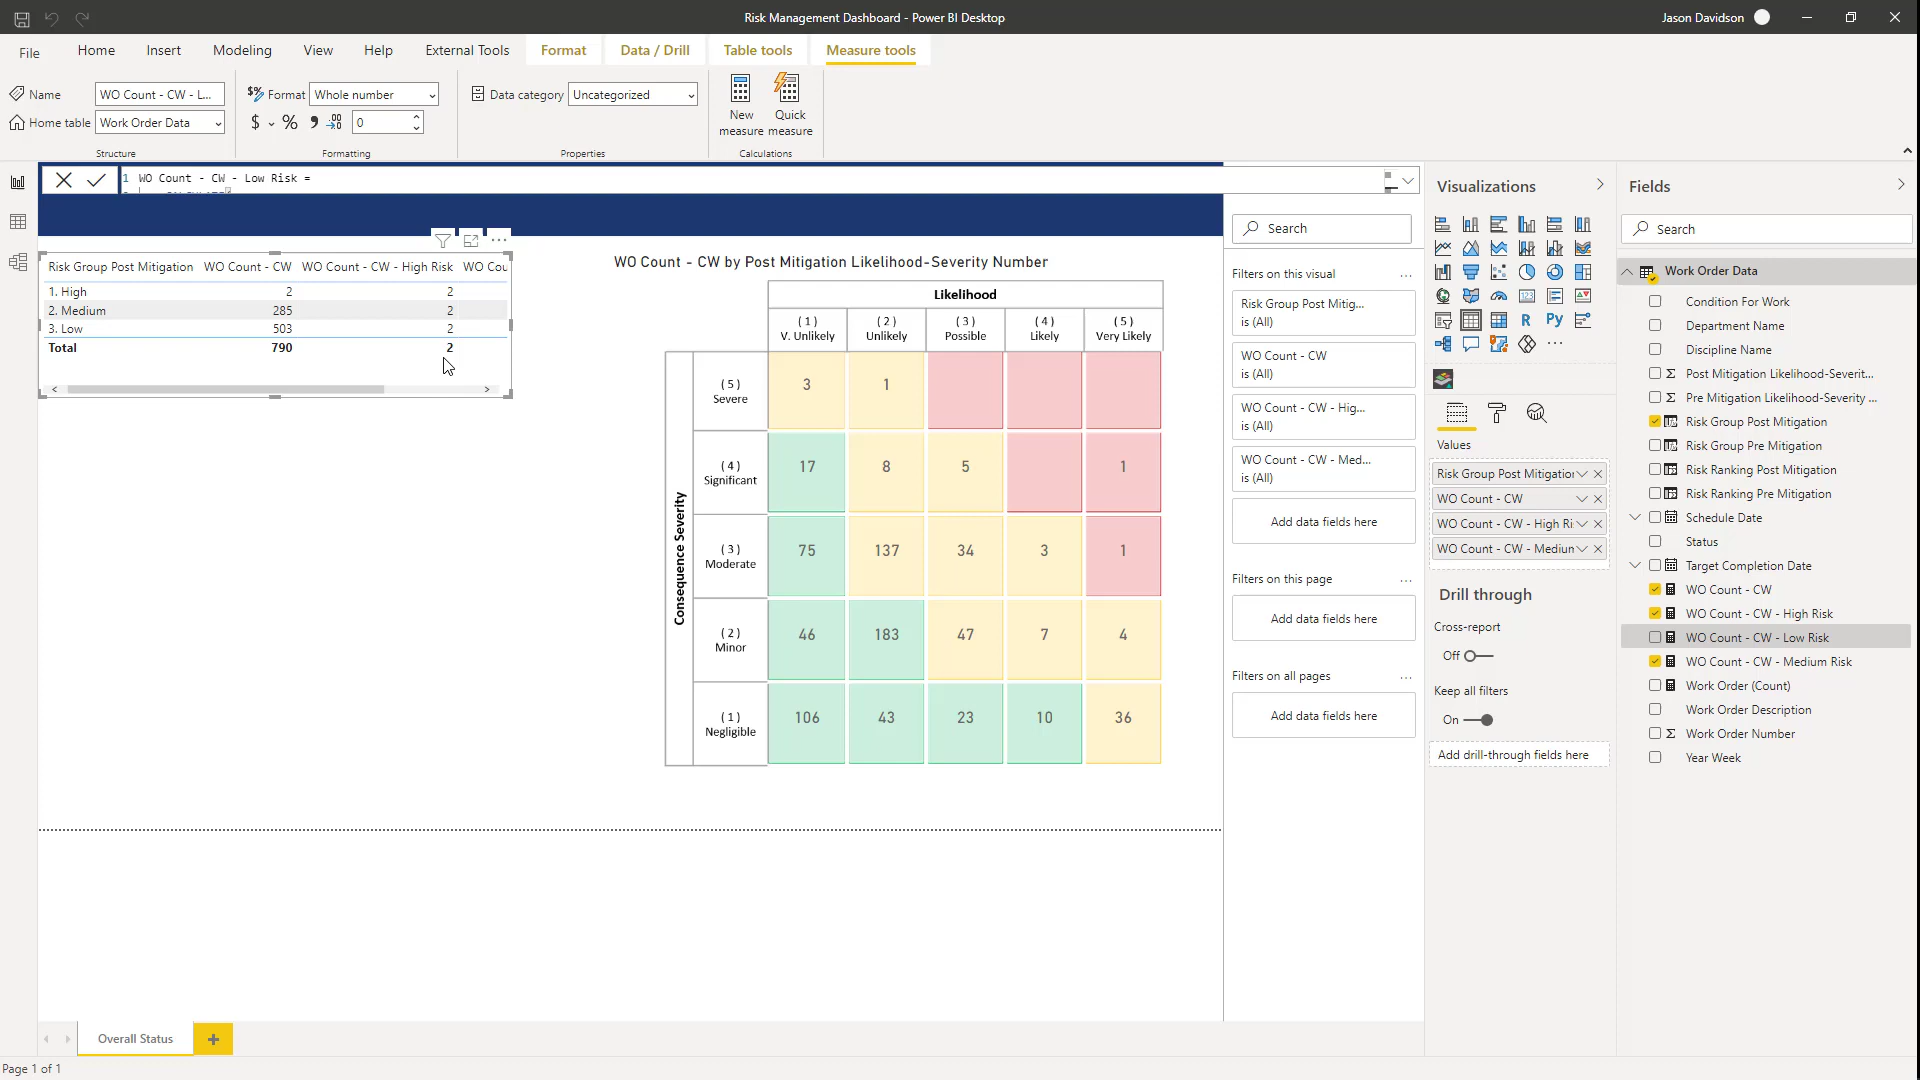 Risk Management Dashboard - Power BI Desktop
Jason Davidson
File
Home
Insert
Modeling
View
Help
External Tools
Format
Data / Drill
Table tools
Measure tools
Name
WO Count - CW - L...
Home table
Work Order Data
Structure
Format
Whole number
$
%
0
Formatting
Data category
Uncategorized
Properties
New
measure
Quick
measure
Calculations
1 WO Count - CW - Low Risk =
Risk Group Post Mitigation WO Count - CW WO Count - CW - High Risk WO Cou
1. High 2 2
2. Medium 285 2
3. Low 503 2
Total 790 2
WO Count - CW by Post Mitigation Likelihood-Severity Number
Likelihood
( 1 ) ( 2 ) ( 3 ) ( 4 ) ( 5 )
V. Unlikely Unlikely Possible Likely Very Likely
Consequence Severity
( 5 )
Severe
3 1
( 4 )
Significant
17 8 5 1
( 3 )
Moderate
75 137 34 3 1
( 2 )
Minor
46 183 47 7 4
( 1 )
Negligible
106 43 23 10 36
Search
Filters on this visual
Risk Group Post Mitig...
is (All)
WO Count - CW
is (All)
WO Count - CW - Hig...
is (All)
WO Count - CW - Med...
is (All)
Add data fields here
Filters on this page
Add data fields here
Filters on all pages
Add data fields here
Visualizations
R
Py
Values
Risk Group Post Mitigation
WO Count - CW
WO Count - CW - High Ri
WO Count - CW - Medium
Drill through
Cross-report
Off
Keep all filters
On
Add drill-through fields here
Fields
Search
Work Order Data
Condition For Work
Department Name
Discipline Name
Post Mitigation Likelihood-Severit...
Pre Mitigation Likelihood-Severity ...
Risk Group Post Mitigation
Risk Group Pre Mitigation
Risk Ranking Post Mitigation
Risk Ranking Pre Mitigation
Schedule Date
Status
Target Completion Date
WO Count - CW
WO Count - CW - High Risk
WO Count - CW - Low Risk
WO Count - CW - Medium Risk
Work Order (Count)
Work Order Description
Work Order Number
Year Week
Overall Status
Page 1 of 1